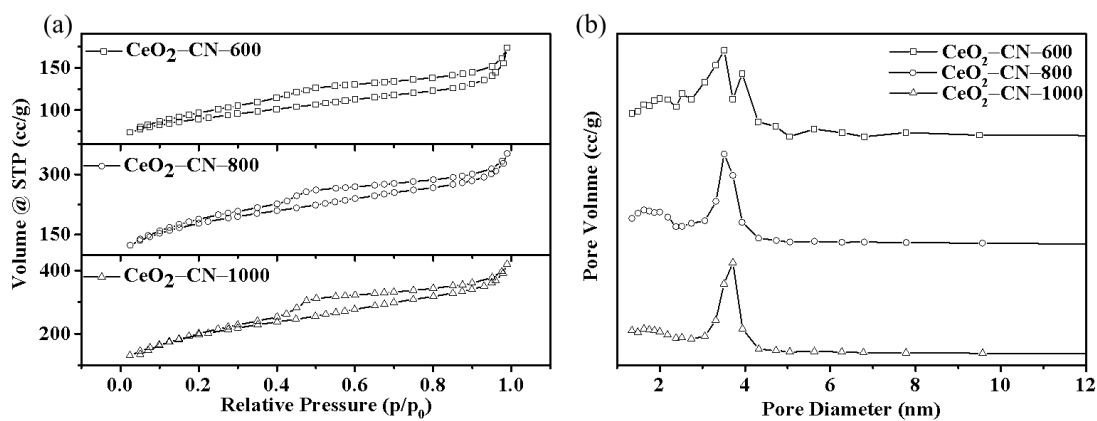 (a)
CeO2–CN–600
150
100
CeO2–CN–800
300
150
CeO2–CN–1000
400
200
Volume @ STP (cc/g)
0.0 0.2 0.4 0.6 0.8 1.0
Relative Pressure (p/p0)
(b)
CeO2–CN–600
CeO2–CN–800
CeO2–CN–1000
Pore Volnme (cc/g)
2 4 6 8 10 12
Pore Diameter (nm)